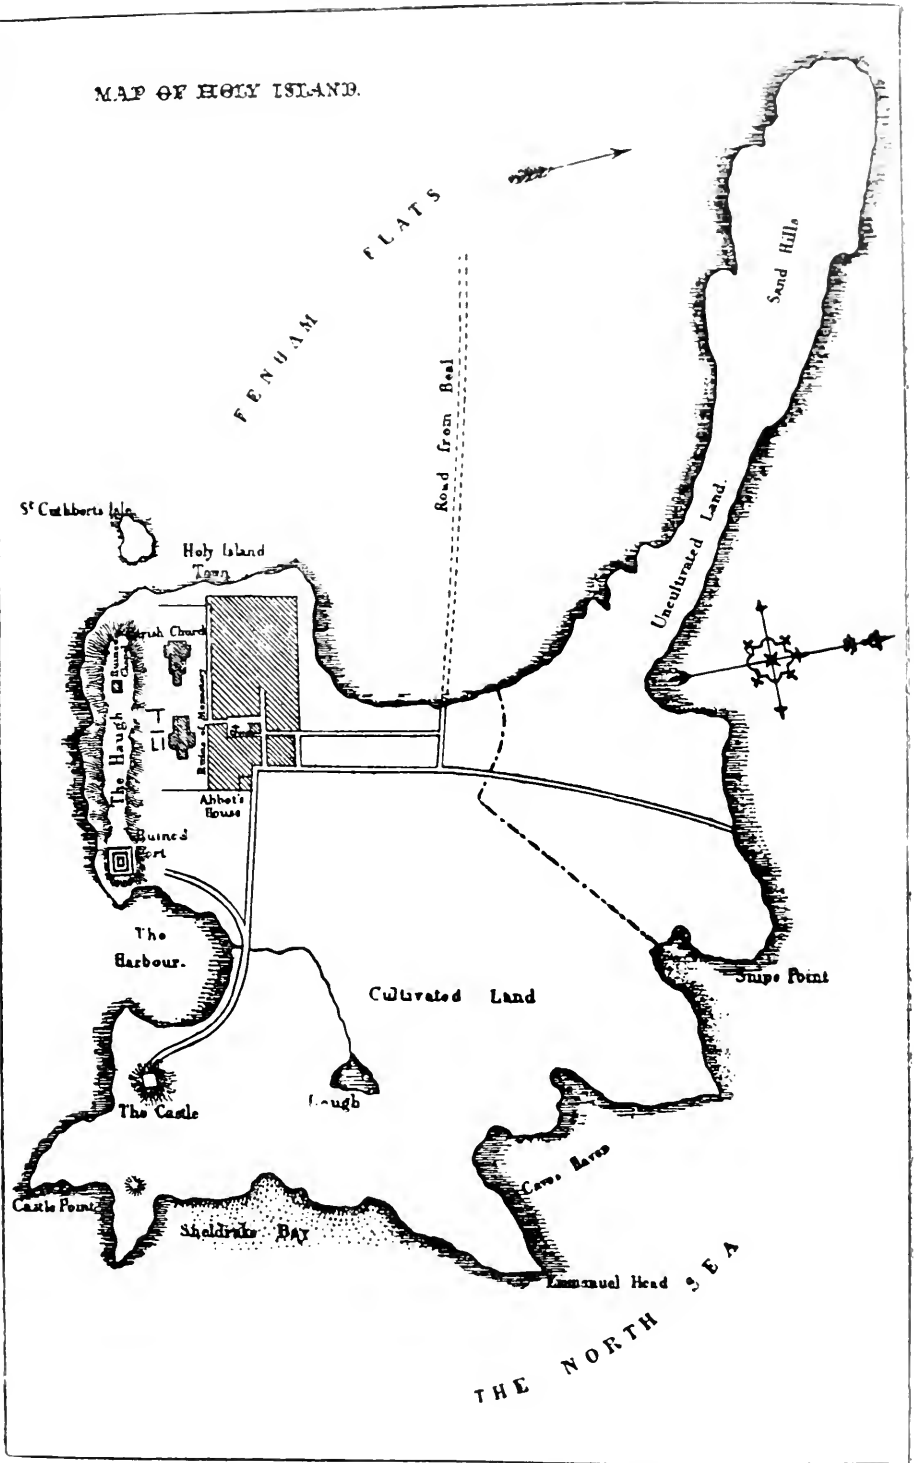 MAP OF HOLY ISLAND.
FENHAM FLATS
Sand Hills
Road from Beal
Uncultivated Land.
St Cuthberts Isle
Holy Island
Town
Parish Church
Ruined
Church
The Haugh
Ruins of Monastery
Abbot's
House
Ruined
Fort
The
Harbour.
Cultivated Land
Snipe Point
The Castle
Lough
Coves Haven
Castle Point
Sheldrake Bay
Emmanuel Head
THE NORTH SEA